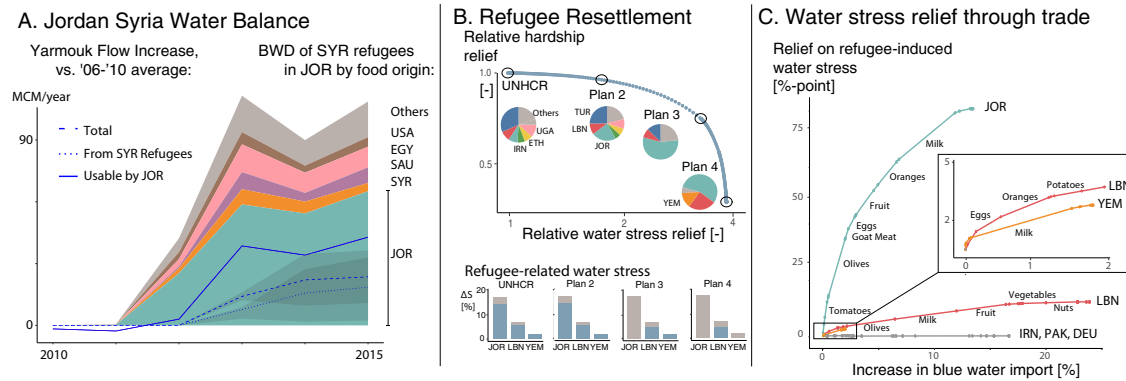 A. Jordan Syria Water Balance
Yarmouk Flow Increase,
vs. '06-'10 average:
BWD of SYR refugees
in JOR by food origin:
MCM/year
90
0
Total
From SYR Refugees
Usable by JOR
Others
USA
EGY
SAU
SYR
JOR
2010
2015
B. Refugee Resettlement
Relative hardship
relief
[-]
1.0
0.5
UNHCR
Plan 2
Plan 3
Plan 4
Others
UGA
ETH
IRN
TUR
LBN
JOR
YEM
1
2
4
Relative water stress relief [-]
Refugee-related water stress
UNHCR
Plan 2
Plan 3
Plan 4
ΔS
[%]
20
10
0
JOR LBN YEM
JOR LBN YEM
JOR LBN YEM
JOR LBN YEM
C. Water stress relief through trade
Relief on refugee-induced
water stress
[%-point]
75
50
25
0
JOR
Milk
Oranges
Fruit
Eggs
Goat Meat
Olives
Tomatoes
Olives
Milk
Fruit
Vegetables
Nuts
LBN
IRN, PAK, DEU
5
2
Eggs
Oranges
Potatoes
Milk
LBN
YEM
0
1
2
0
10
20
Increase in blue water import [%]